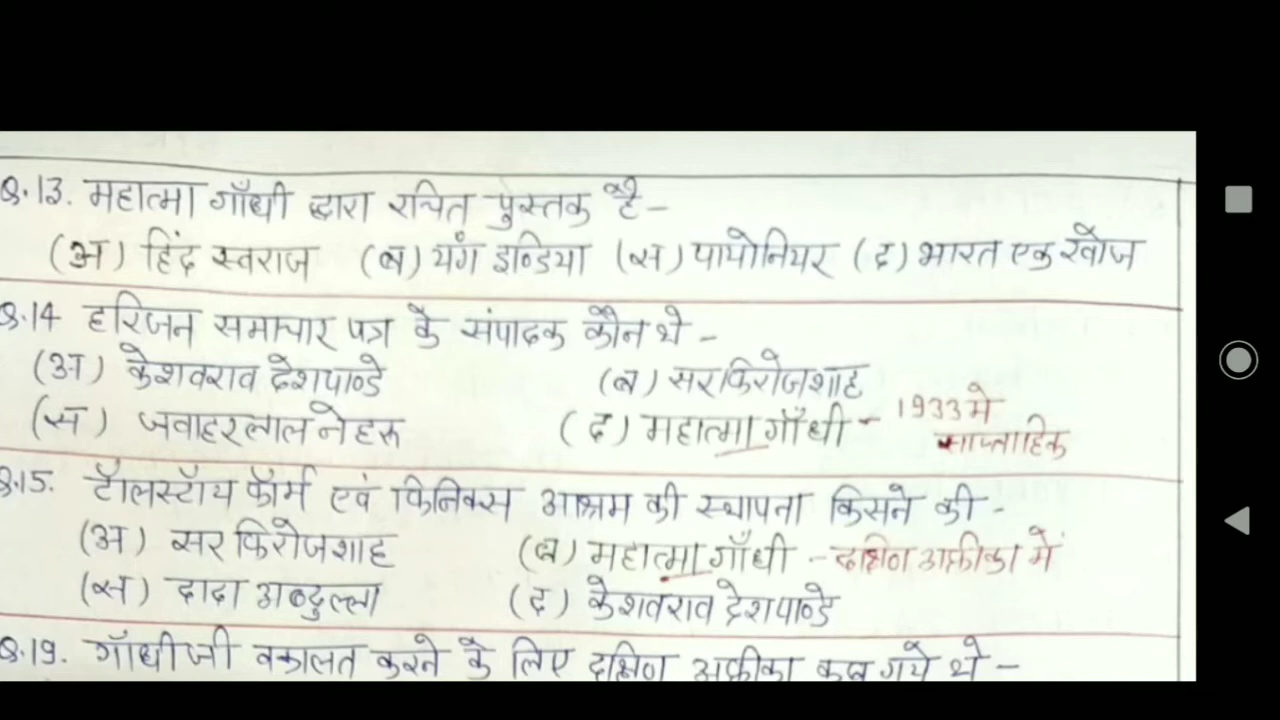 Q.13. महात्मा गाँधी द्वारा रचित पुस्तक है-
(अ) हिंद स्वराज (ब) यंग इण्डिया (स) पायोनियर (द) भारत एक खोज
Q.14 हरिजन समाचार पत्र के संपादक कौन थे -
(अ) केशवराव देशपाण्डे (ब) सर फिरोजशाह
(स) जवाहरलाल नेहरू (द) महात्मा गाँधी - 1933 मे साप्ताहिक
Q.15. टॅालस्टॅाय फॅार्म एवं फिनिक्स आश्रम की स्थापना किसने की -
(अ) सर फिरोजशाह (ब) महात्मा गाँधी - दक्षिण अफ्रीका में
(स) दादा अब्दुल्ला (द) केशवराव देशपाण्डे
Q.19. गाँधीजी वकालत करने के लिए दक्षिण अफ्रीका कब गये थे -